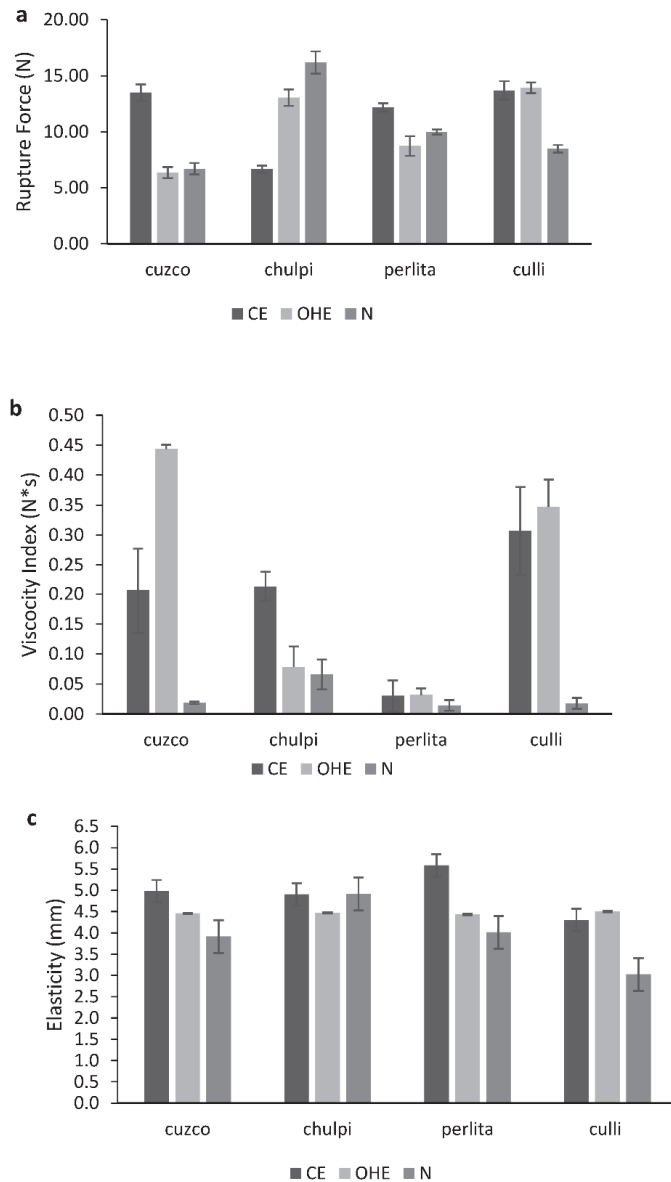 a
Rupture Force (N)
20.00
15.00
10.00
5.00
0.00
cuzco chulpi perlita culli
CE OHE N
b
Viscocity Index (N*s)
0.50
0.45
0.40
0.35
0.30
0.25
0.20
0.15
0.10
0.05
0.00
cuzco chulpi perlita culli
CE OHE N
c
Elasticity (mm)
6.5
6.0
5.5
5.0
4.5
4.0
3.5
3.0
2.5
2.0
1.5
1.0
0.5
0.0
cuzco chulpi perlita culli
CE OHE N